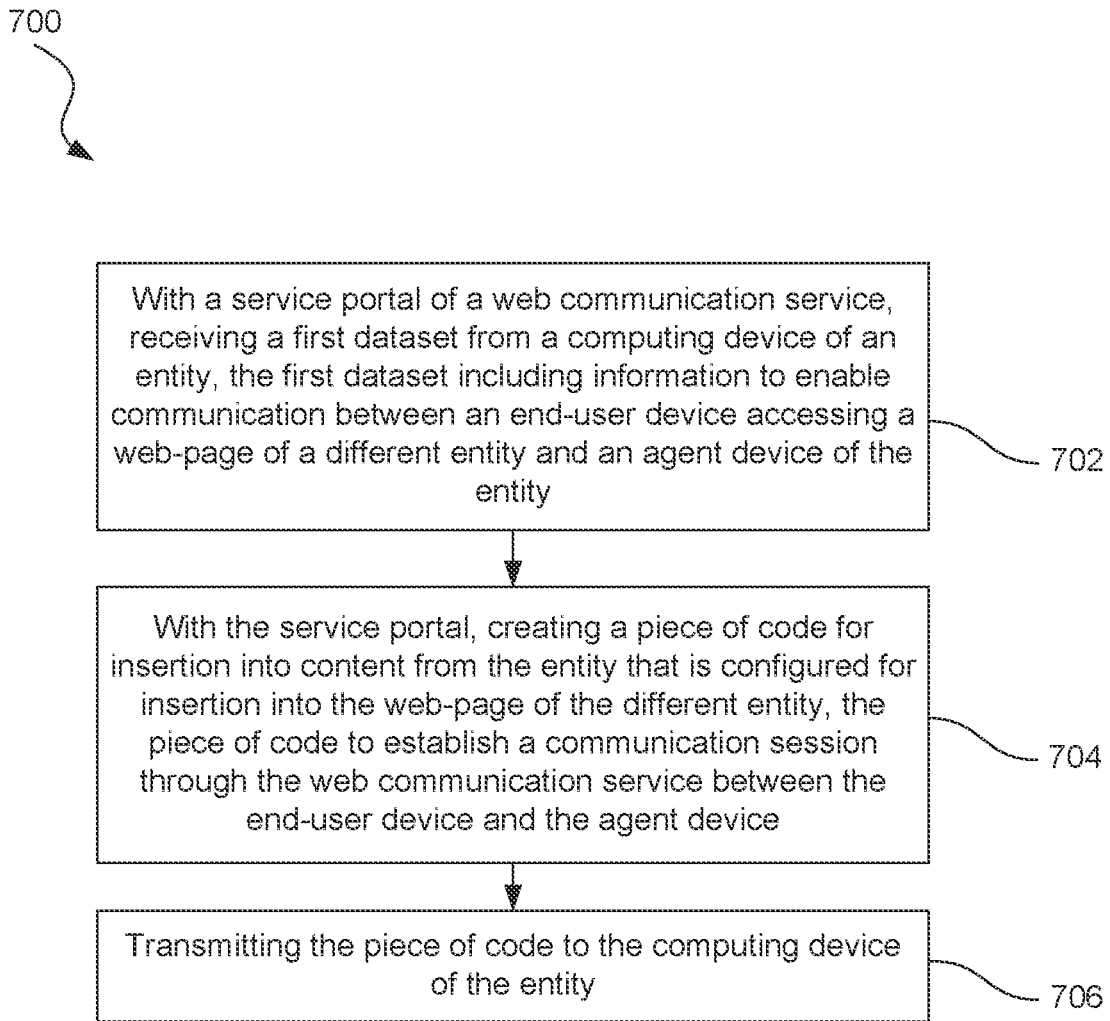 700
With a service portal of a web communication service,
receiving a first dataset from a computing device of an
entity, the first dataset including information to enable
communication between an end-user device accessing a
web-page of a different entity and an agent device of the
entity
702
With the service portal, creating a piece of code for
insertion into content from the entity that is configured for
insertion into the web-page of the different entity, the
piece of code to establish a communication session
through the web communication service between the
end-user device and the agent device
704
Transmitting the piece of code to the computing device
of the entity
706